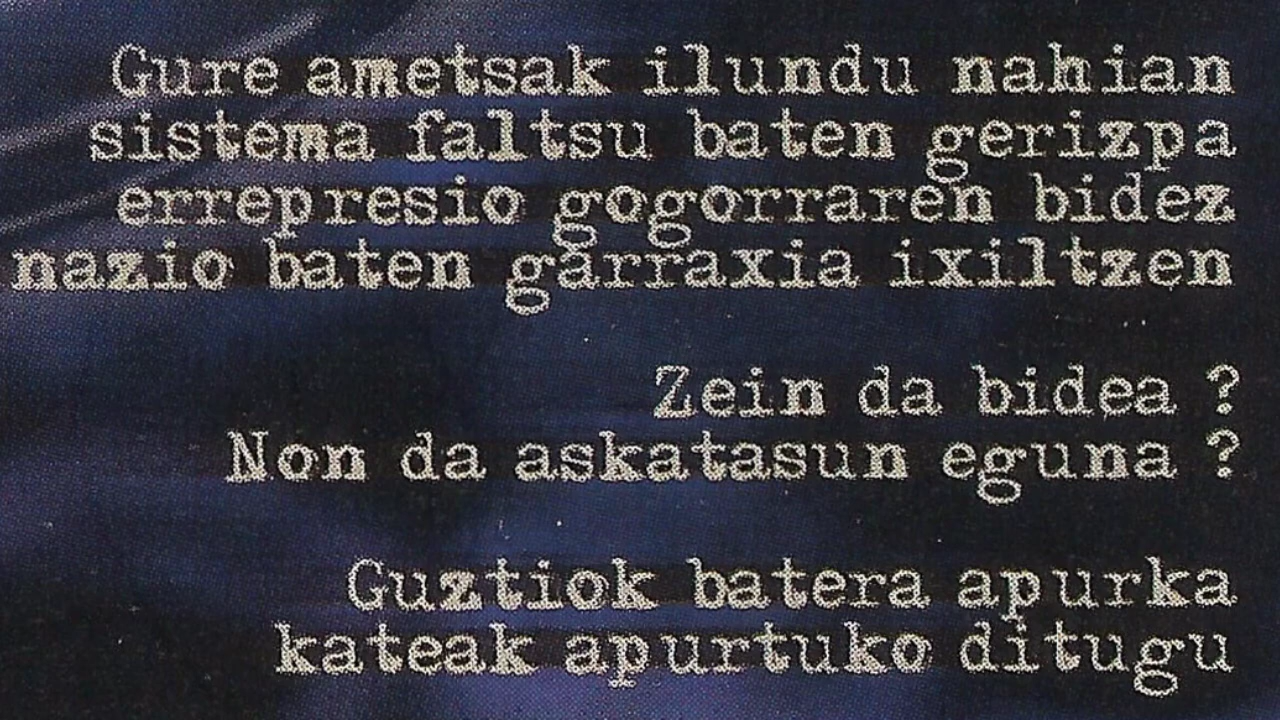 Gure ametsak ilundu nahian
sistema faltsu baten gerizpa
errepresio gogorraren bidez
nazio baten garraxia ixiltzen
Zein da bidea ?
Non da askatasun eguna ?
Guztiok batera apurka
kateak apurtuko ditugu